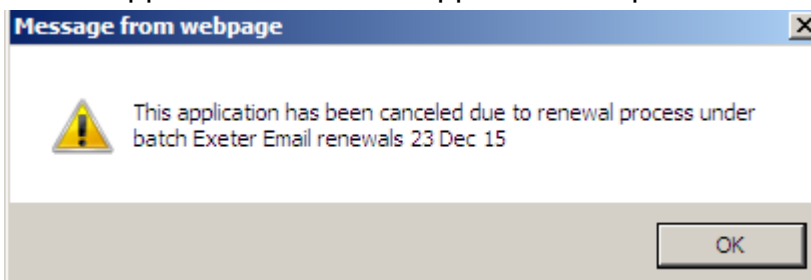 Message from webpage
This application has been canceled due to renewal process under
batch Exeter Email renewals 23 Dec 15
OK